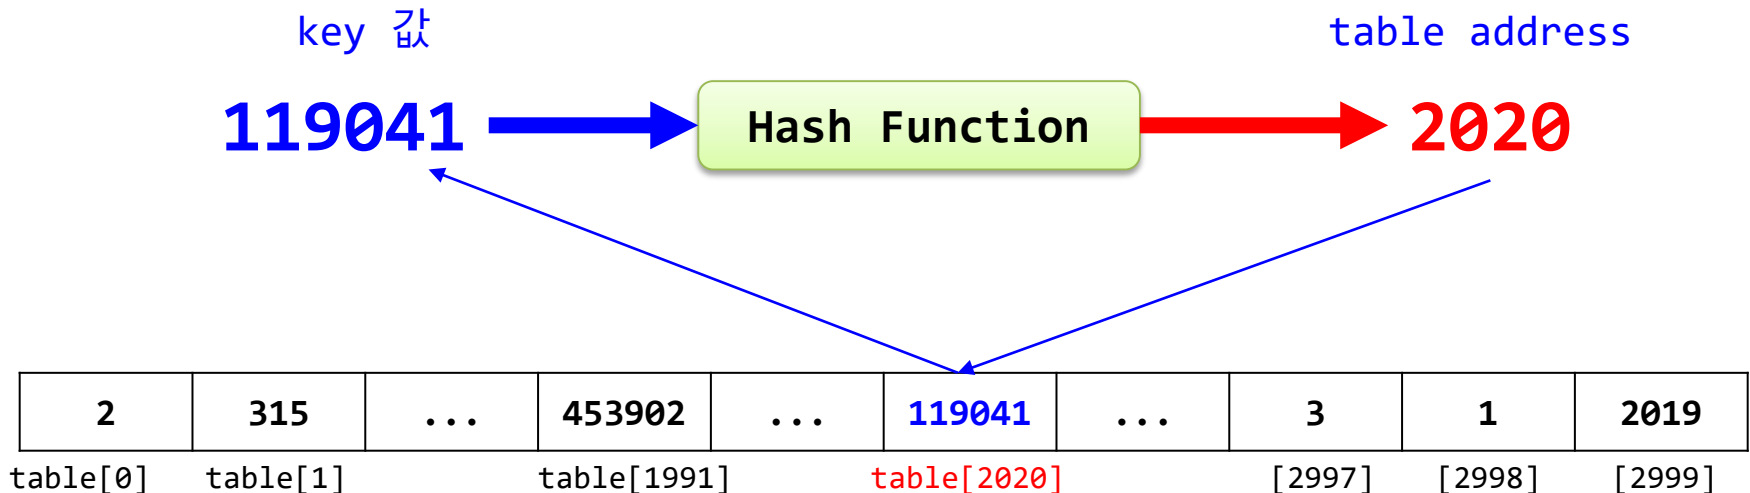 key 값 table address
119041 Hash Function 2020
2 315 ... 453902 ... 119041 ... 3 1 2019
table[0] table[1] table[1991] table[2020] [2997] [2998] [2999]